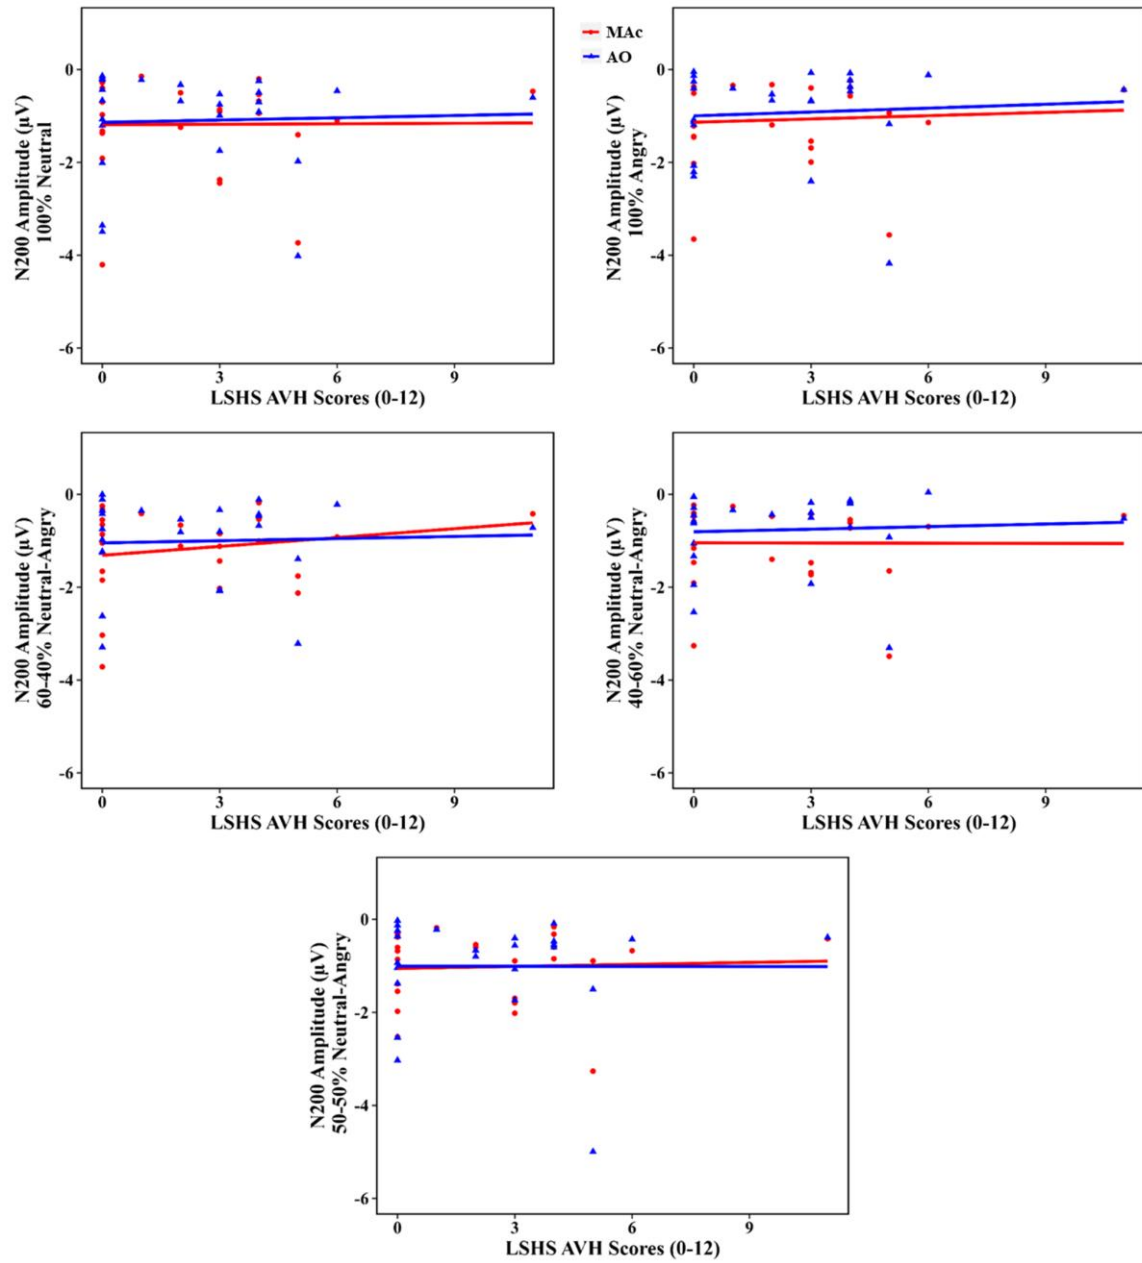 MAc
AO
N200 Amplitude (µV)
100% Neutral
0
-2
-4
-6
0 3 6 9
LSHS AVH Scores (0-12)
N200 Amplitude (µV)
100% Angry
0
-2
-4
-6
0 3 6 9
LSHS AVH Scores (0-12)
N200 Amplitude (µV)
60-40% Neutral-Angry
0
-2
-4
-6
0 3 6 9
LSHS AVH Scores (0-12)
N200 Amplitude (µV)
40-60% Neutral-Angry
0
-2
-4
-6
0 3 6 9
LSHS AVH Scores (0-12)
N200 Amplitude (µV)
50-50% Neutral-Angry
0
-2
-4
-6
0 3 6 9
LSHS AVH Scores (0-12)